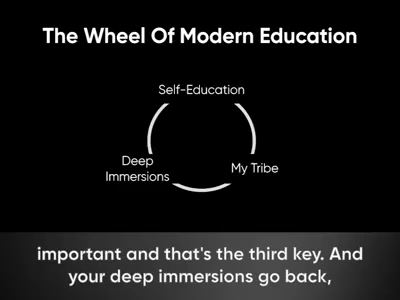 The Wheel Of Modern Education
Self-Education
Deep
Immersions
My Tribe
important and that's the third key. And
your deep immersions go back,